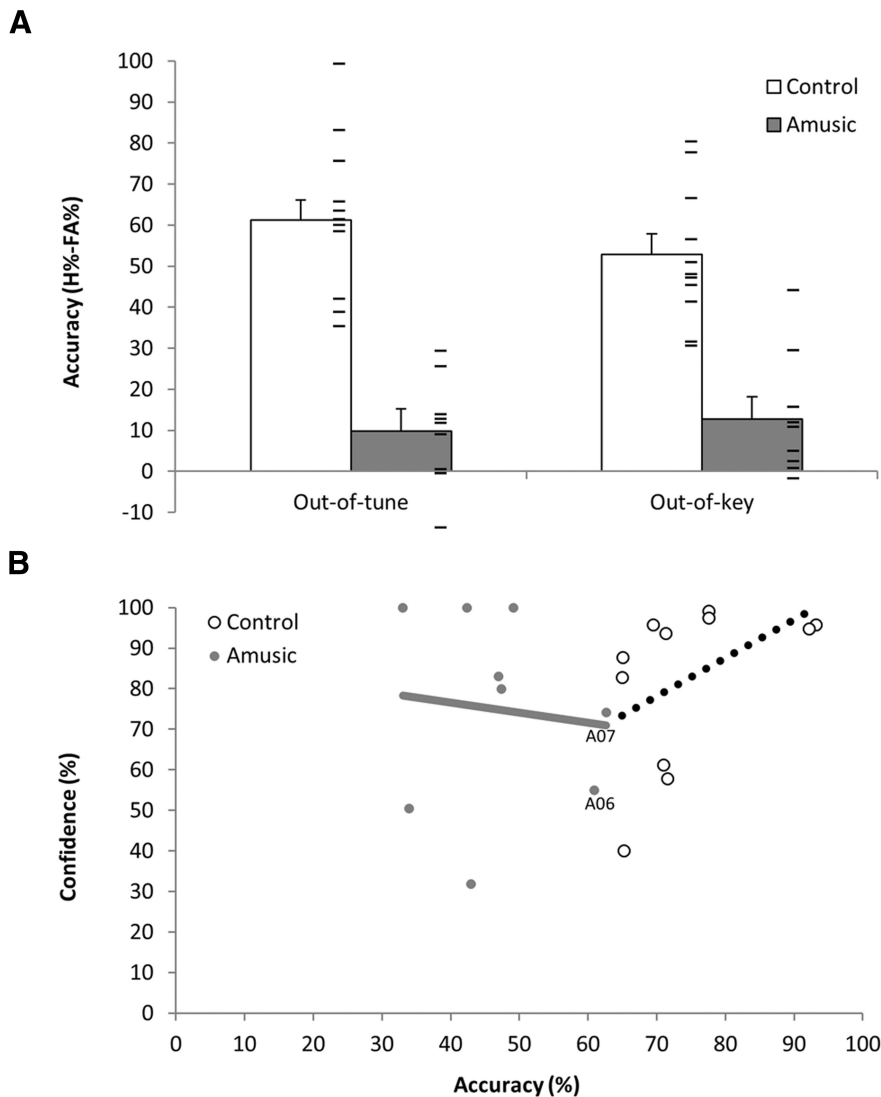 A
Accuracy (H%-FA%)
100
90
80
70
60
50
40
30
20
10
0
-10
Control
Amusic
Out-of-tune
Out-of-key
B
Confidence (%)
100
90
80
70
60
50
40
30
20
10
0
Control
Amusic
A07
A06
0 10 20 30 40 50 60 70 80 90 100
Accuracy (%)